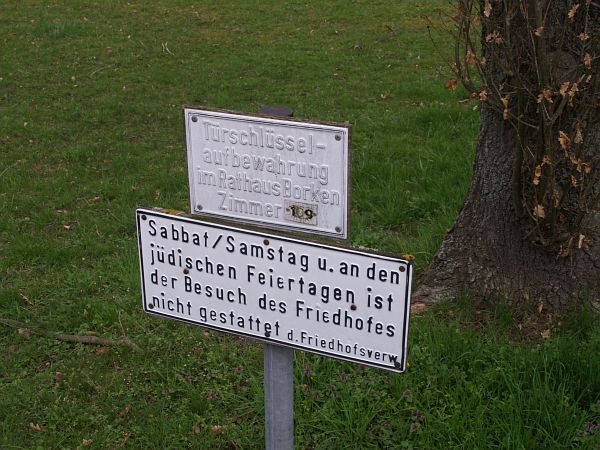 Türschlüssel-
aufbewahrung
im Rathaus Borken
Zimmer 109
Sabbat/Samstag u. an den
jüdischen Feiertagen ist
der Besuch des Friedhofes
nicht gestattet d. Friedhofsverw.